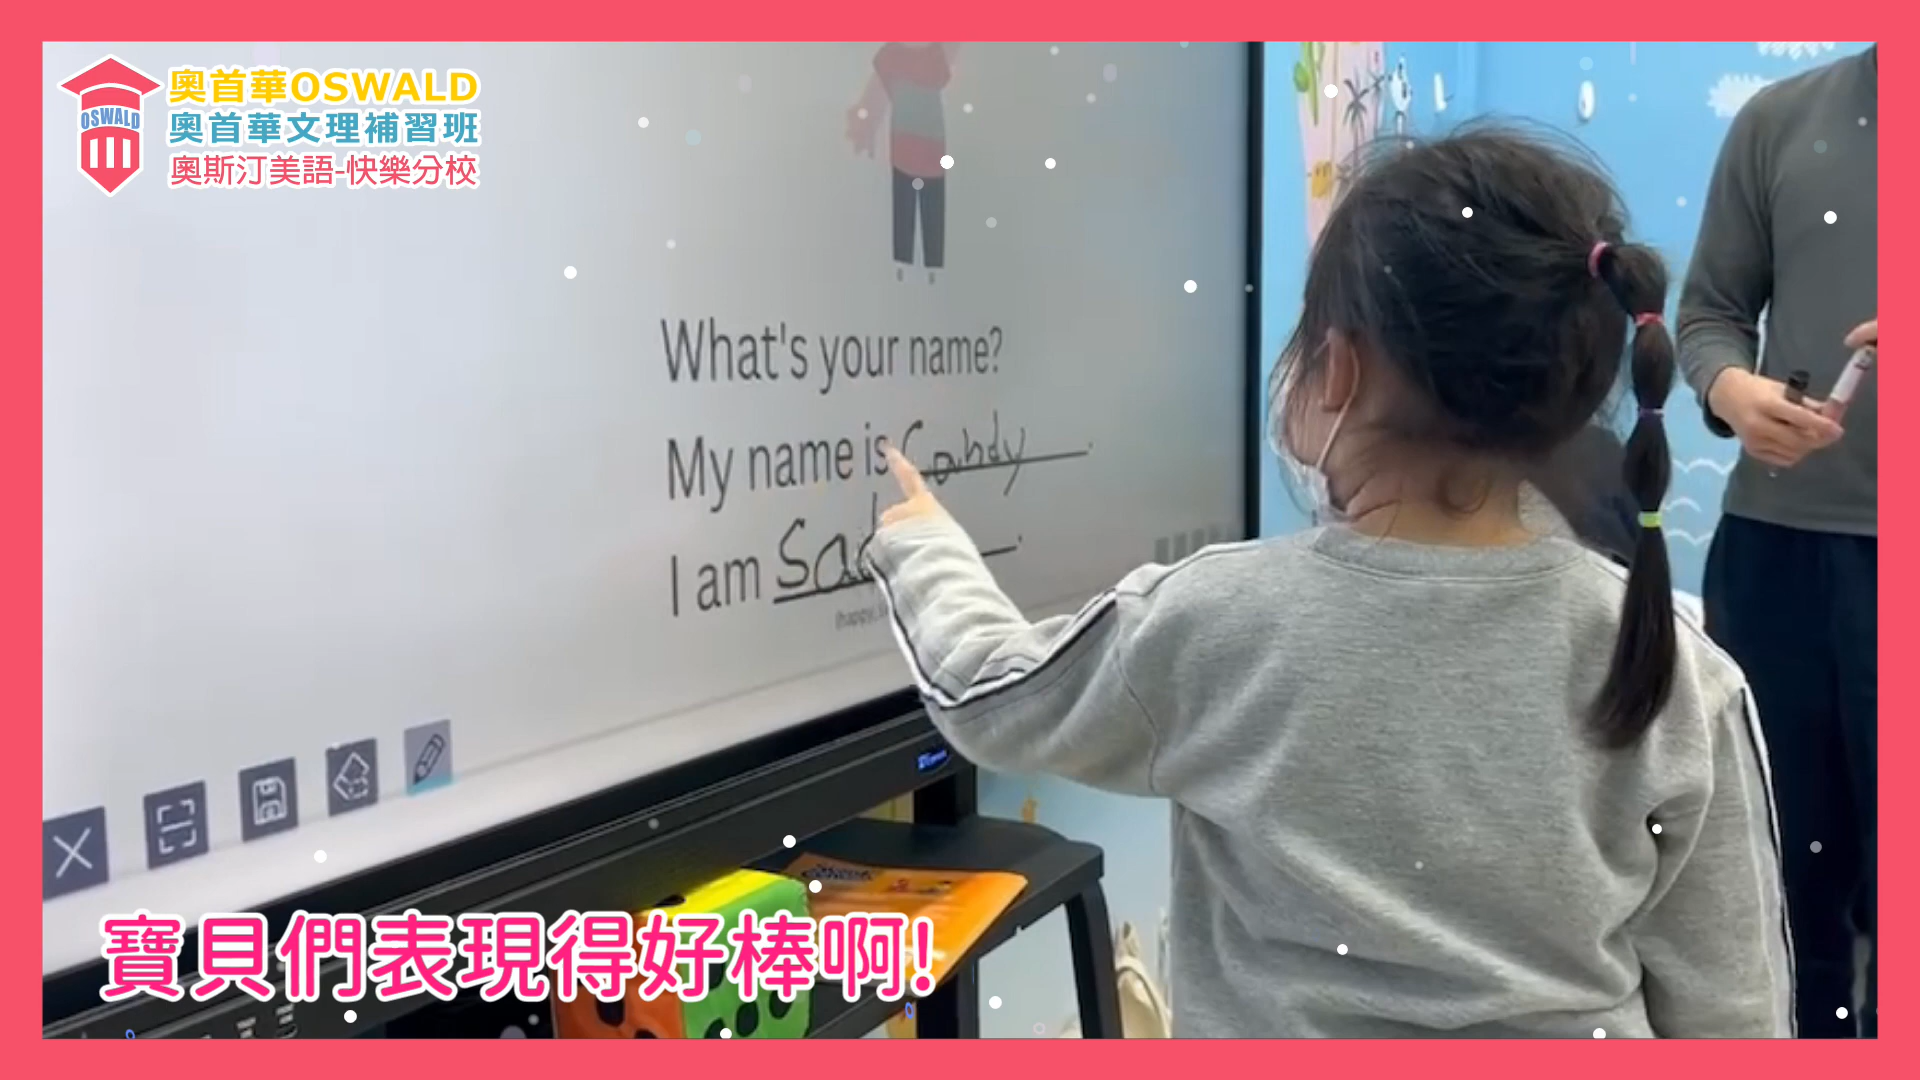 奧首華OSWALD
奧首華文理補習班
奧斯汀美語-快樂分校
OSWALD
What's your name?
My name is Candy
I am Sad
寶貝們表現得好棒啊!